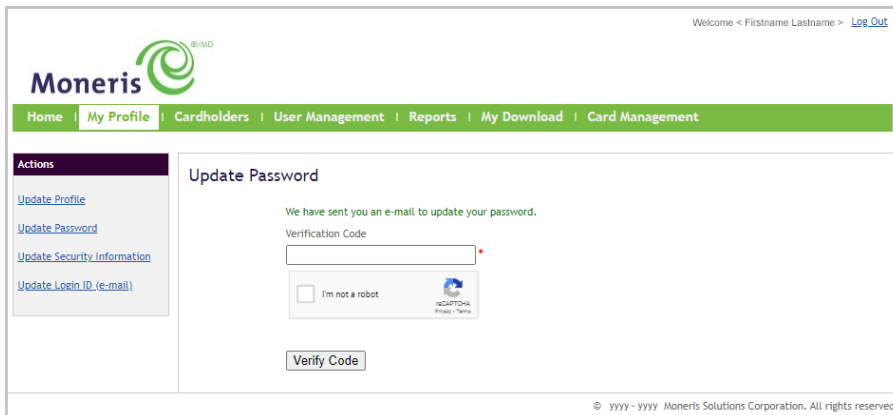 Welcome < Firstname Lastname > Log Out
Moneris ®/MD
Home | My Profile | Cardholders | User Management | Reports | My Download | Card Management
Actions
Update Profile
Update Password
Update Security Information
Update Login ID (e-mail)
Update Password
We have sent you an e-mail to update your password.
Verification Code
*
I'm not a robot
reCAPTCHA
Privacy - Terms
Verify Code
© yyyy - yyyy Moneris Solutions Corporation. All rights reserved